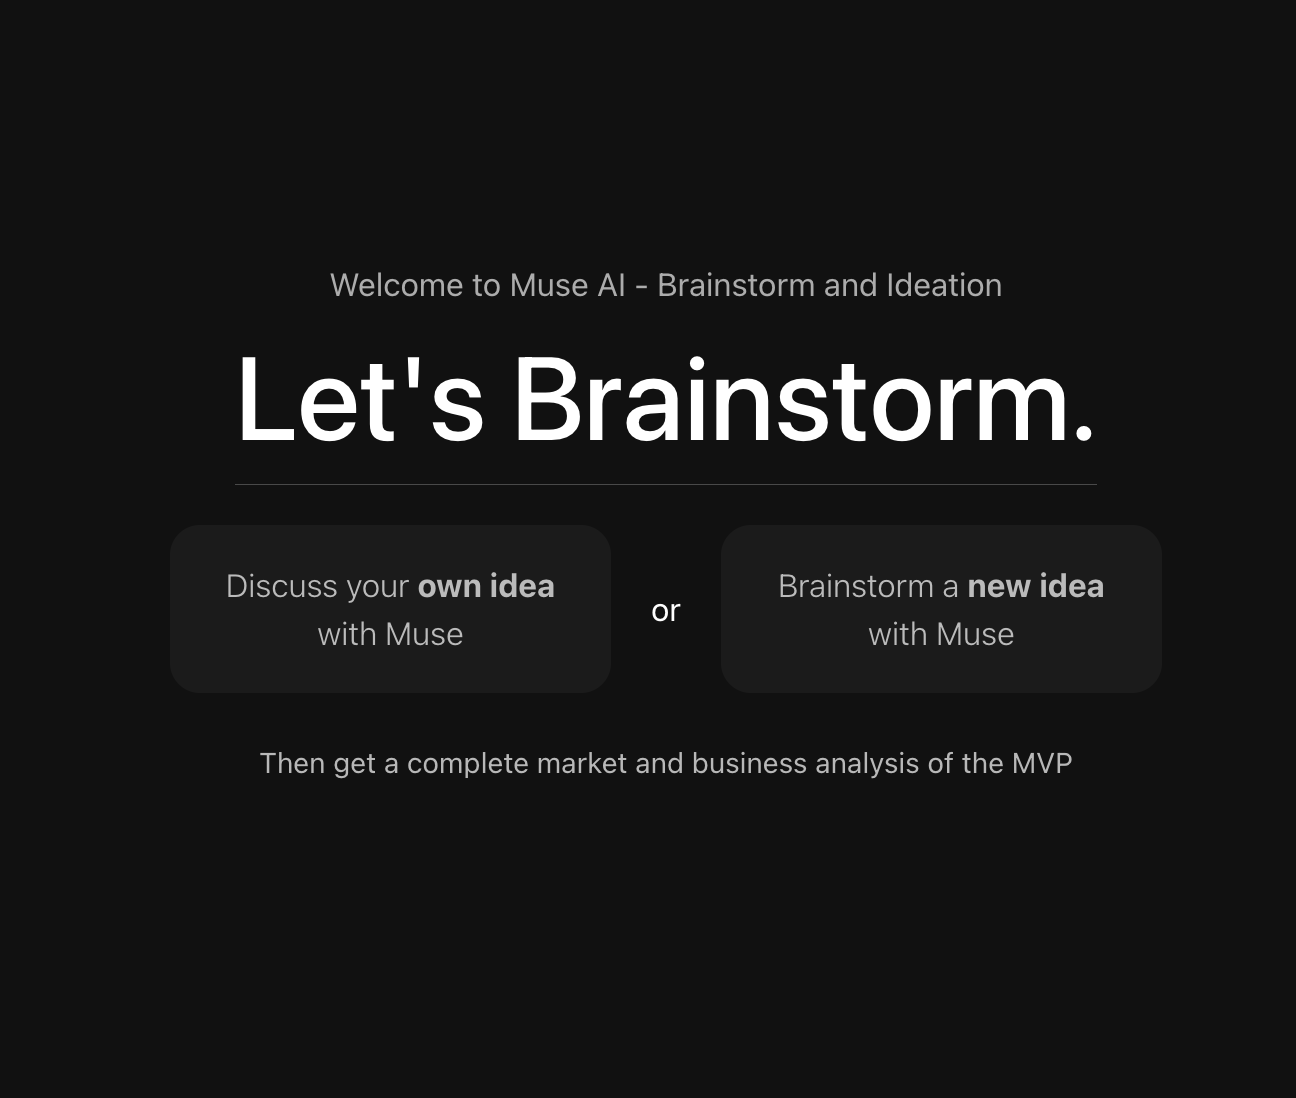 Welcome to Muse AI - Brainstorm and Ideation
Let's Brainstorm.
Discuss your own idea
with Muse
or
Brainstorm a new idea
with Muse
Then get a complete market and business analysis of the MVP